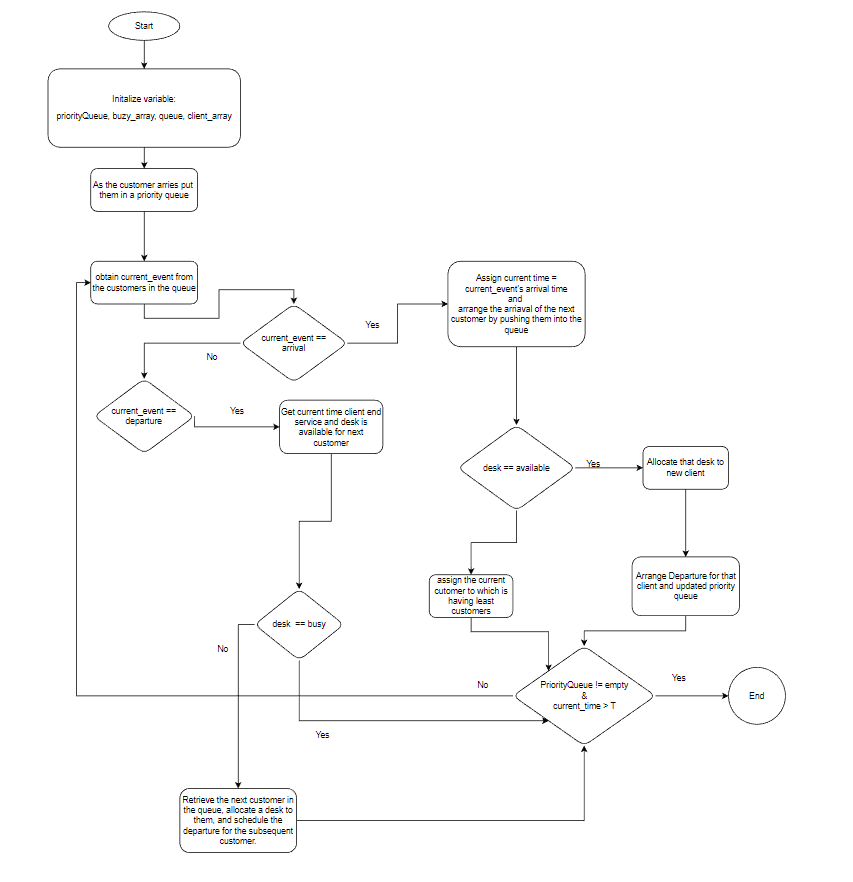 Start
Initalize variable:
priorityQueue, buzy_array, queue, client_array
As the customer arries put
them in a priority queue
obtain current_event from
the customers in the queue
Assign current time =
current_event's arrival time
and
arrange the arriaval of the next
customer by pushing them into the
queue
Yes
current_event ==
arrival
No
current_event ==
departure
Yes
Get current time client end
service and desk is
available for next
customer
desk == available
Yes
Allocate that desk to
new client
assign the current
cutomer to which is
having least
customers
Arrange Departure for that
client and updated priority
queue
desk == busy
No
PriorityQueue != empty
&
current_time > T
No
Yes
End
Yes
Retrieve the next customer in
the queue, allocate a desk to
them, and schedule the
departure for the subsequent
customer.